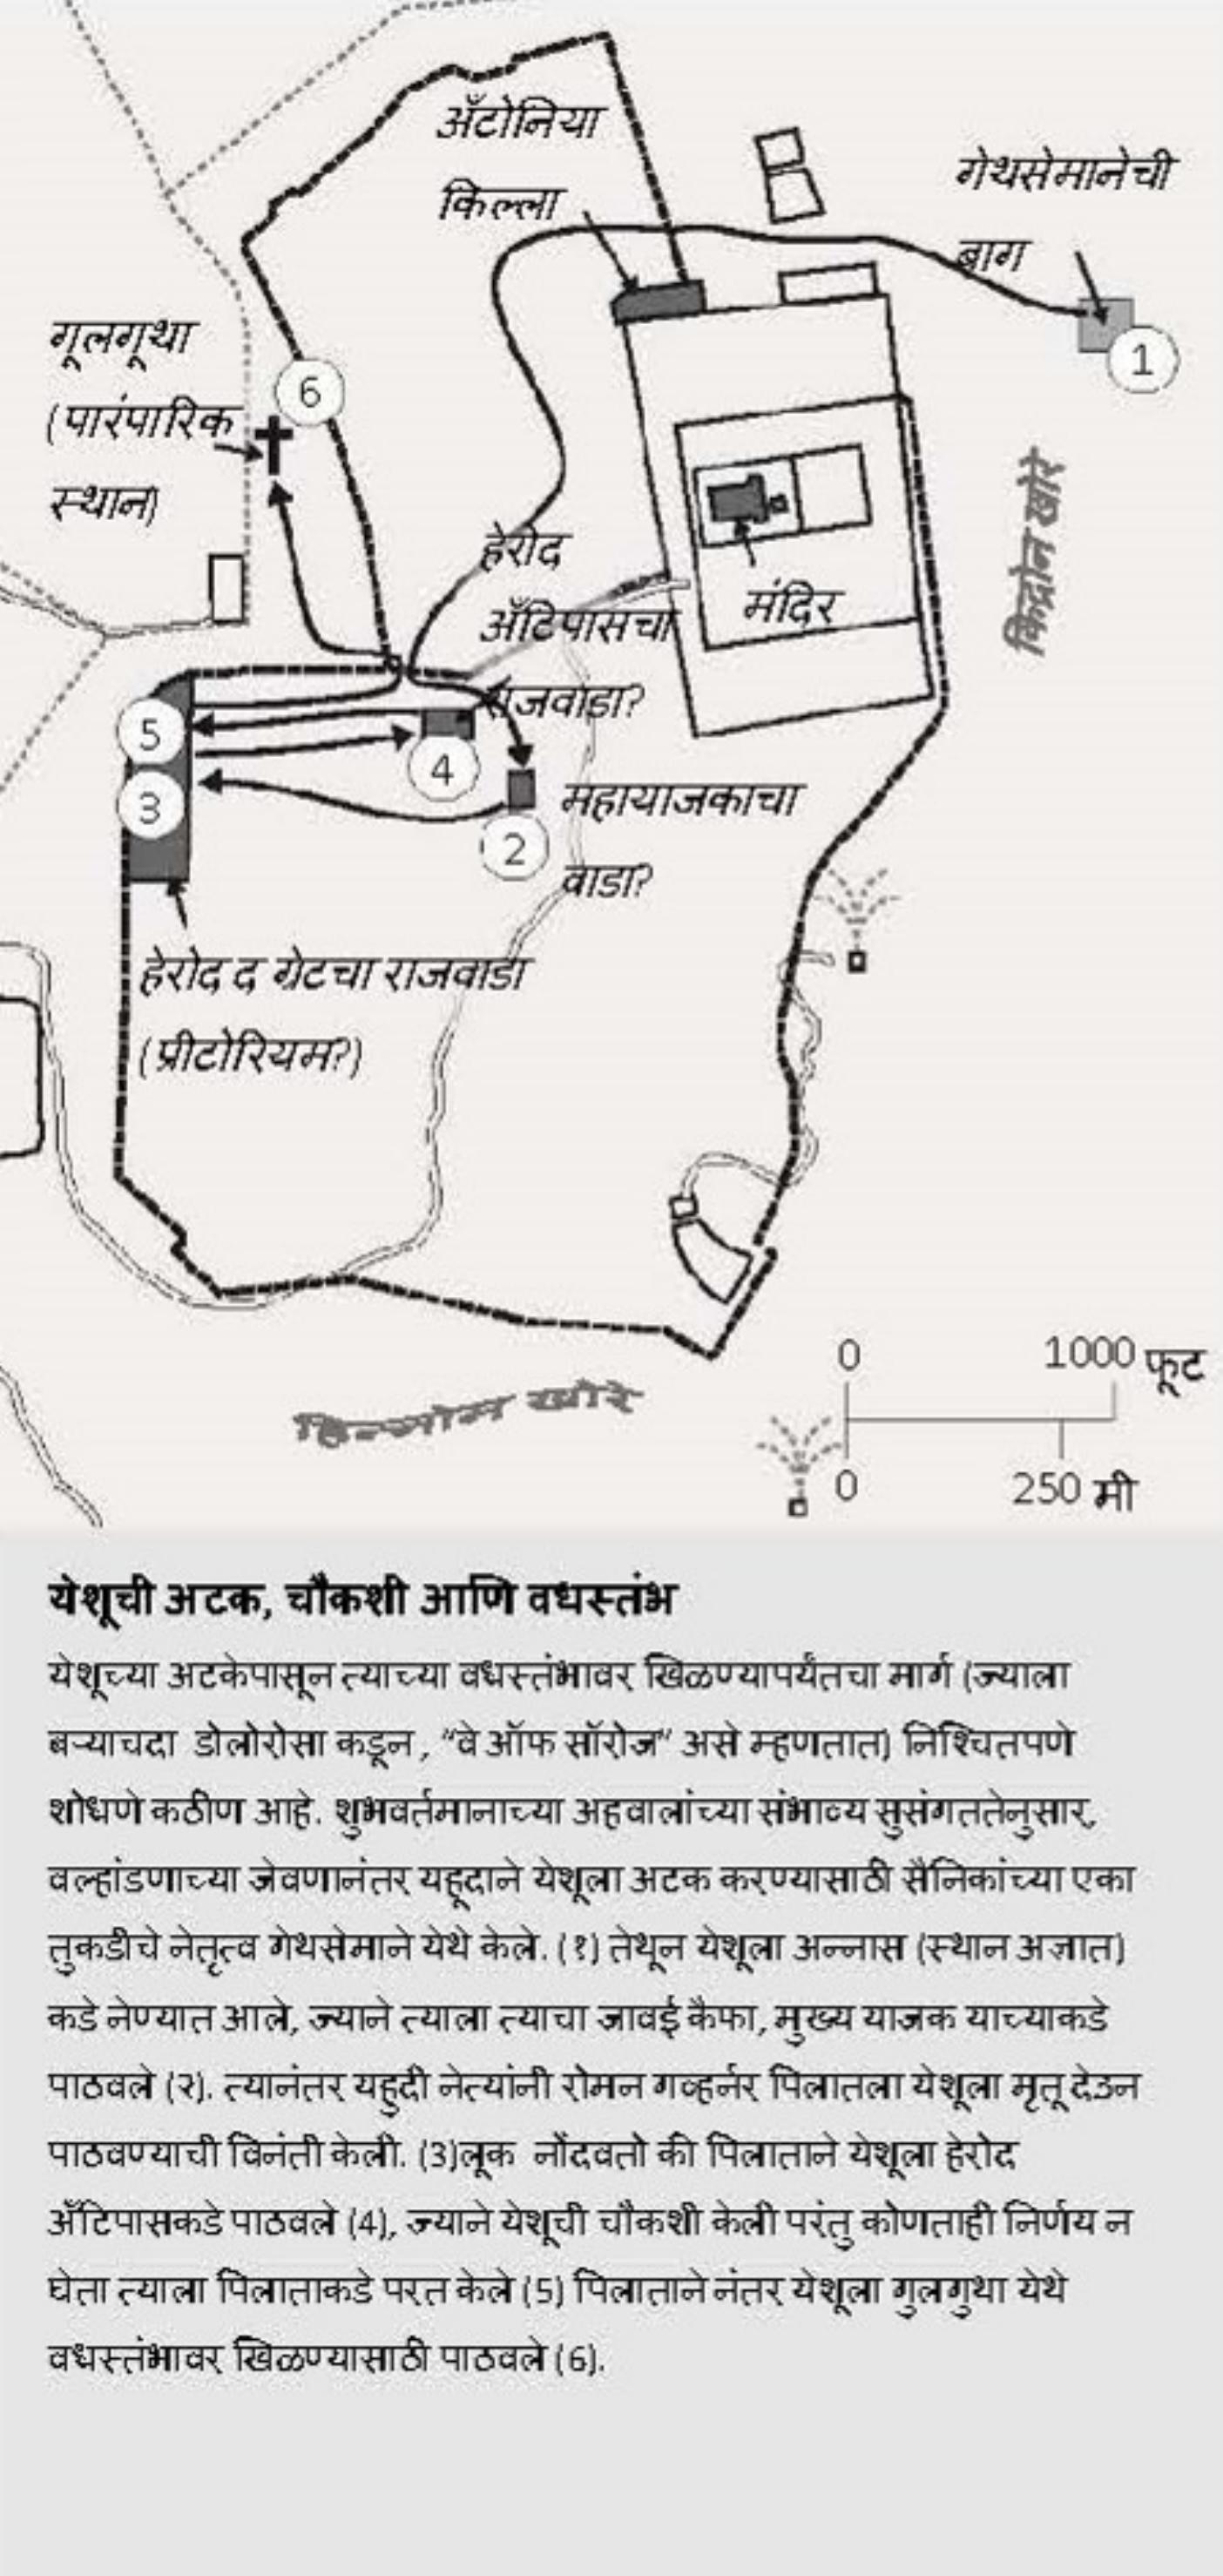 अँटोनिया
किल्ला
गेथसेमानेची
बाग
1
गूलगूथा
(पारंपारिक
स्थान)
6
किद्रोन खोरे
हेरोद
अँटिपासचा
राजवाडा?
मंदिर
5
4
3
2
महायाजकाचा
वाडा?
हेरोद द ग्रेटचा राजवाडा
(प्रीटोरियम?)
0 1000 फूट
हिन्नोम खोरे
0 250 मी
येशूची अटक, चौकशी आणि वधस्तंभ
येशूच्या अटकेपासून त्याच्या वधस्तंभावर खिळण्यापर्यंतचा मार्ग (ज्याला
बऱ्याचदा डोलोरोसा कडून, “वे ऑफ सॉरोज” असे म्हणतात) निश्चितपणे
शोधणे कठीण आहे. शुभवर्तमानाच्या अहवालांच्या संभाव्य सुसंगततेनुसार,
वल्हांडणाच्या जेवणानंतर यहूदाने येशूला अटक करण्यासाठी सैनिकांच्या एका
तुकडीचे नेतृत्व गेथसेमाने येथे केले. (१) तेथून येशूला अन्नास (स्थान अज्ञात)
कडे नेण्यात आले, ज्याने त्याला त्याचा जावई कैफा, मुख्य याजक याच्याकडे
पाठवले (२). त्यानंतर यहुदी नेत्यांनी रोमन गव्हर्नर पिलातला येशूला मृतू देउन
पाठवण्याची विनंती केली. (3)लूक नोंदवतो की पिलाताने येशूला हेरोद
अँटिपासकडे पाठवले (4), ज्याने येशूची चौकशी केली परंतु कोणताही निर्णय न
घेता त्याला पिलाताकडे परत केले (5) पिलाताने नंतर येशूला गुलगुथा येथे
वधस्तंभावर खिळण्यासाठी पाठवले (6).